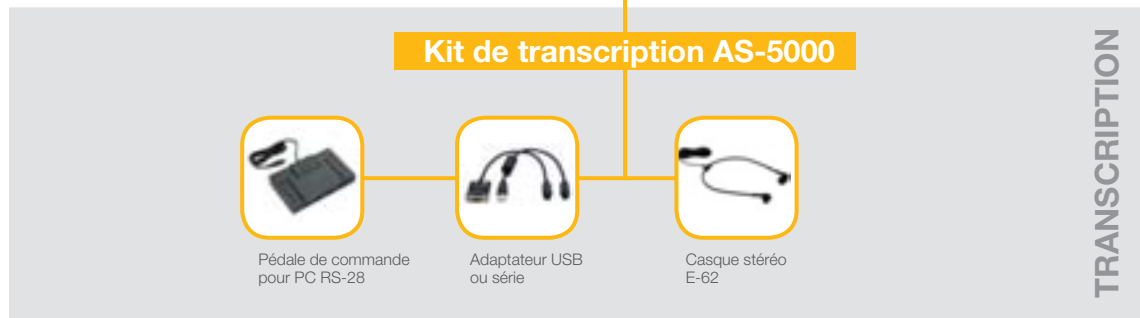 Kit de transcription AS-5000
Pédale de commande
pour PC RS-28
Adaptateur USB
ou série
Casque stéréo
E-62
TRANSCRIPTION